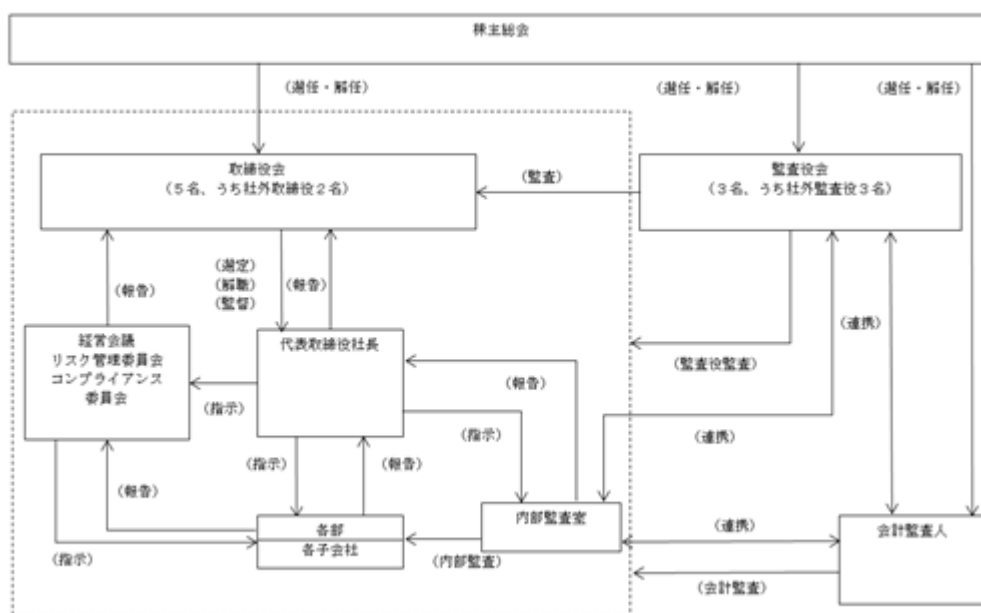 株主総会
(選任・解任)
(選任・解任)
(選任・解任)
取締役会
(5名、うち社外取締役2名)
(監査)
監査役会
(3名、うち社外監査役3名)
(選定)
(解職)
(監督)
(報告)
(報告)
(連携)
経営会議
リスク管理委員会
コンプライアンス
委員会
代表取締役社長
(監査役監査)
(報告)
(指示)
(指示)
(連携)
(指示)
(報告)
(報告)
内部監査室
各部
各子会社
(連携)
会計監査人
(指示)
(内部監査)
(会計監査)